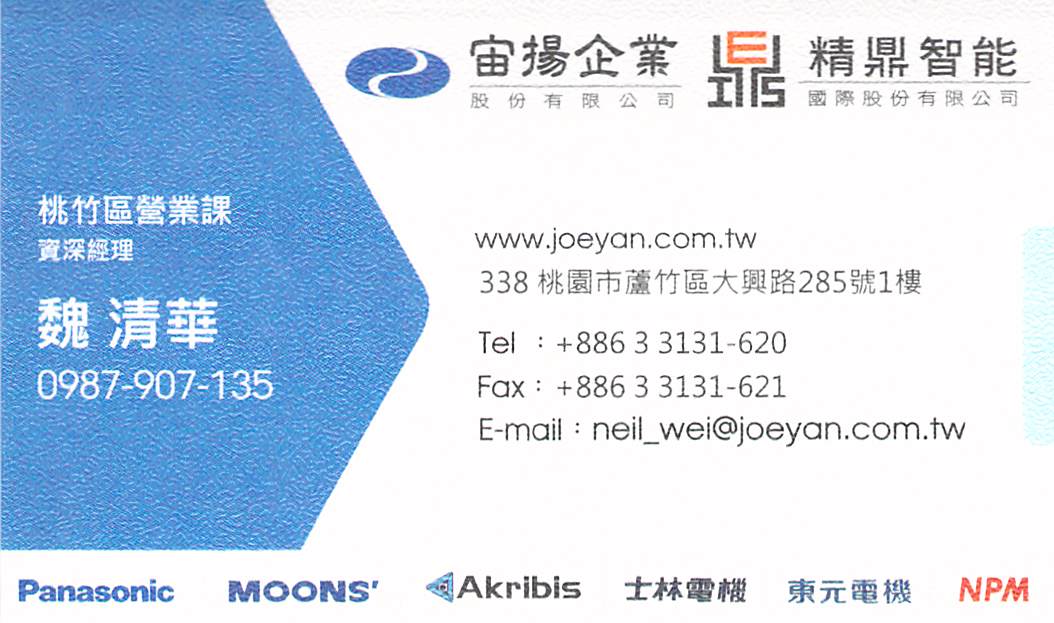 宙揚企業
股份有限公司
精鼎智能
國際股份有限公司
桃竹區營業課
資深經理
魏 清華
0987-907-135
www.joeyan.com.tw
338 桃園市蘆竹區大興路285號1樓
Tel ：+886 3 3131-620
Fax：+886 3 3131-621
E-mail：neil_wei@joeyan.com.tw
Panasonic MOONS' Akribis 士林電機 東元電機 NPM